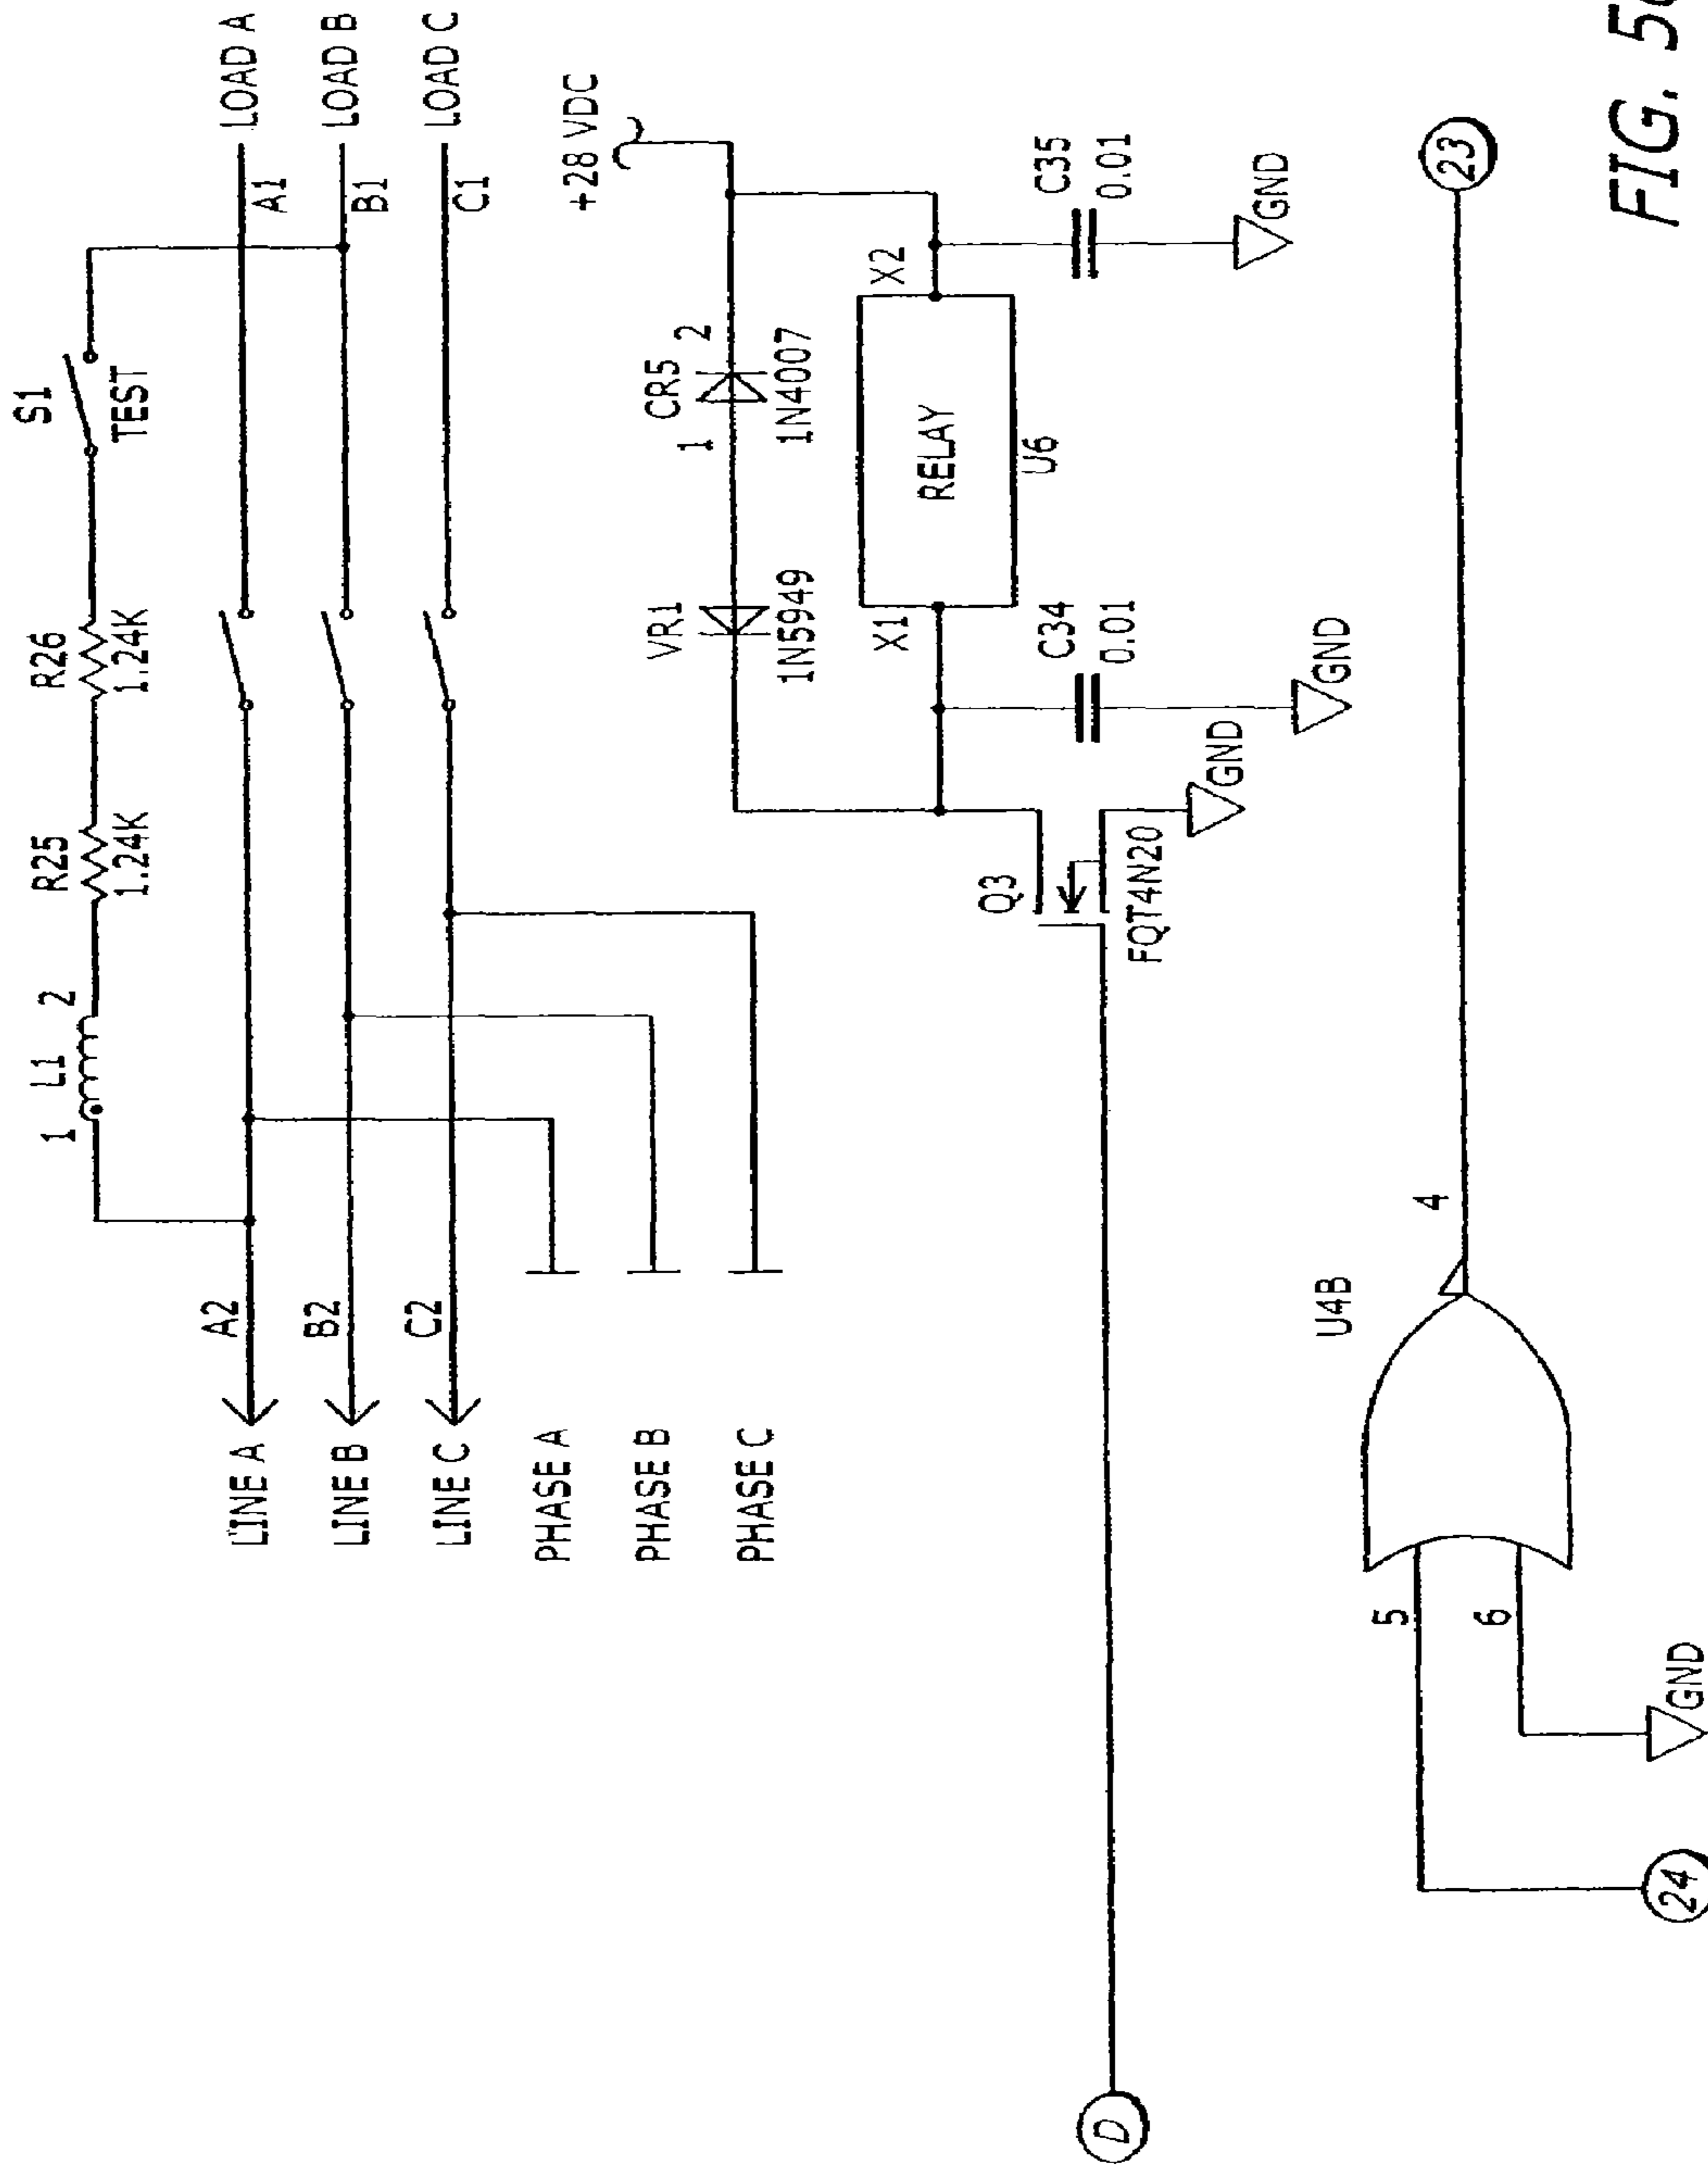 S1
TEST
R26
1.24K
R25
1.24K
L1
1
2
LOAD A
LOAD B
LOAD C
A1
B1
C1
A2
B2
C2
LINE A
LINE B
LINE C
PHASE A
PHASE B
PHASE C
+28 VDC
VR1
1N5949
CR5
1
2
1N4007
X1
X2
RELAY
U6
C34
0.01
GND
C35
0.01
GND
Q3
FQT4N20
GND
D
U4B
5
6
4
GND
24
23
FIG.